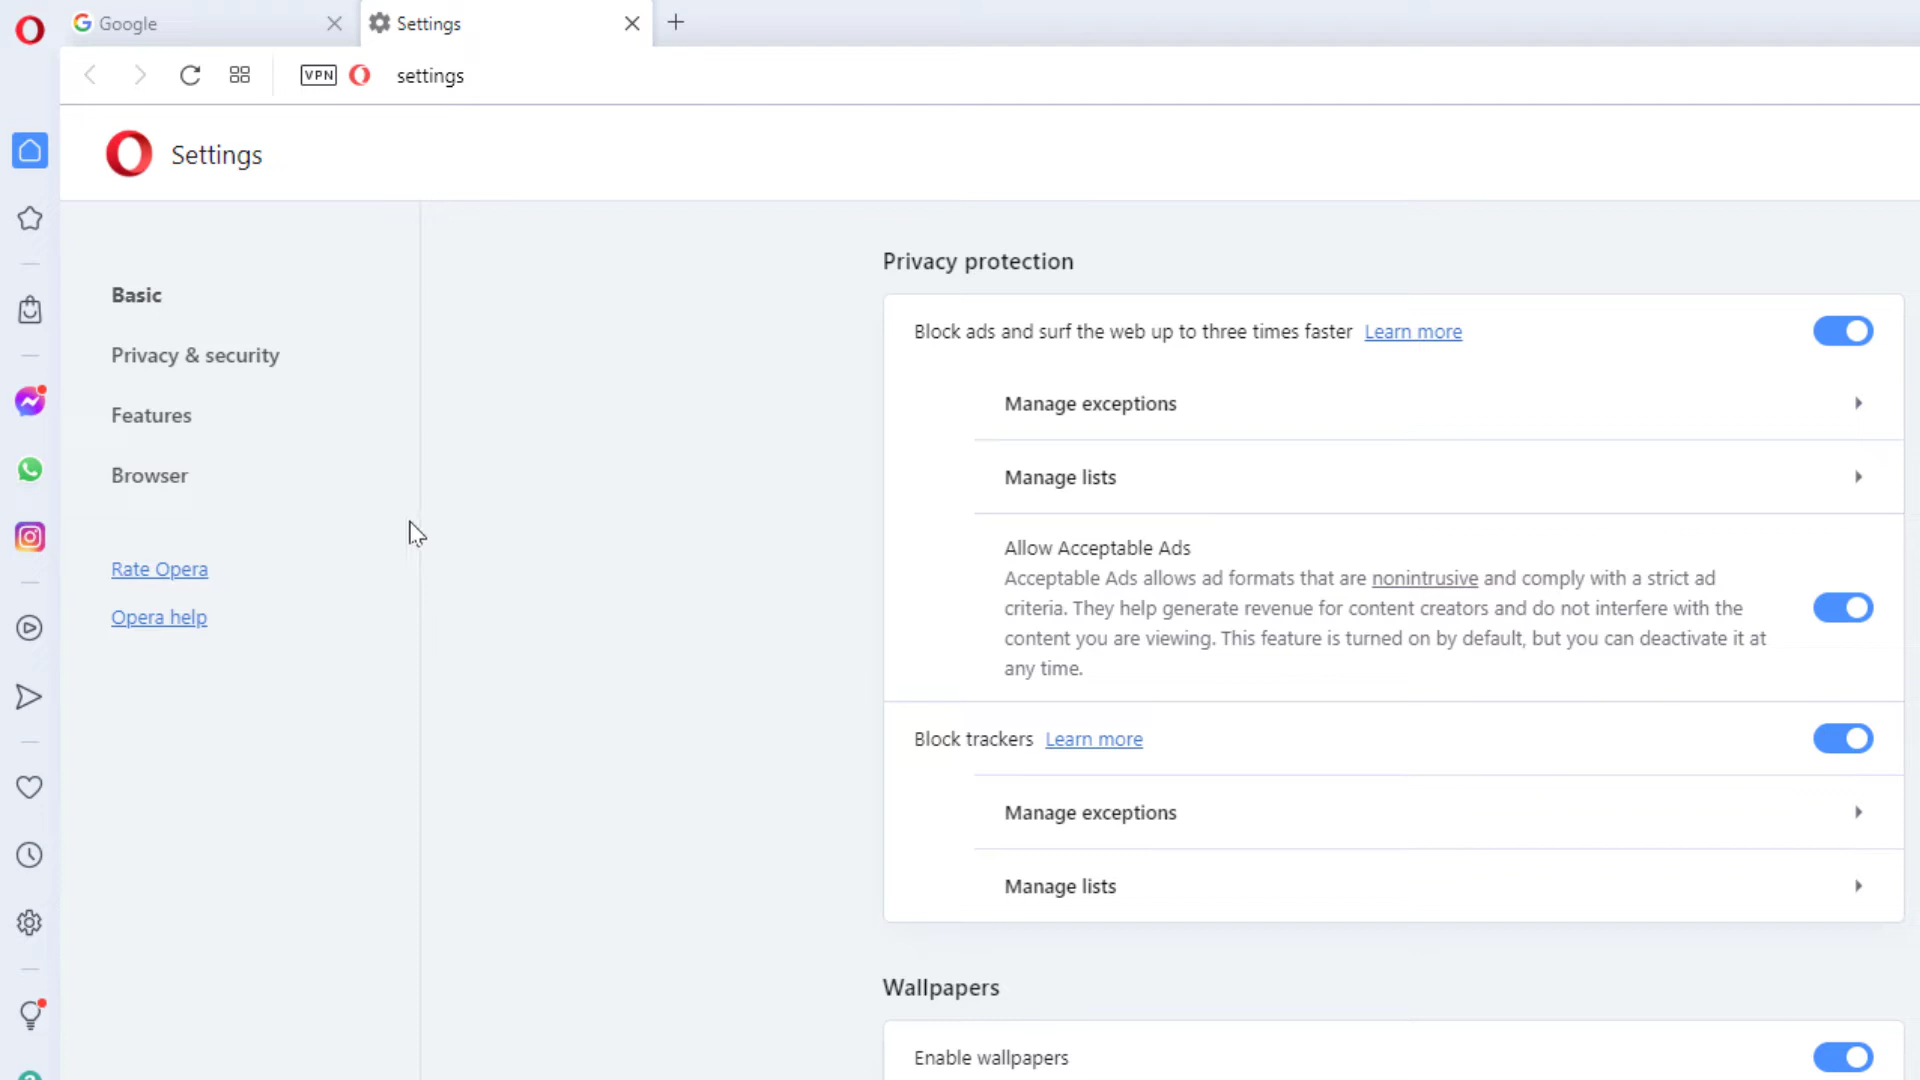 Google
Settings
VPN
settings
Settings
Basic
Privacy & security
Features
Browser
Rate Opera
Opera help
Privacy protection
Block ads and surf the web up to three times faster Learn more
Manage exceptions
Manage lists
Allow Acceptable Ads
Acceptable Ads allows ad formats that are nonintrusive and comply with a strict ad
criteria. They help generate revenue for content creators and do not interfere with the
content you are viewing. This feature is turned on by default, but you can deactivate it at
any time.
Block trackers Learn more
Manage exceptions
Manage lists
Wallpapers
Enable wallpapers